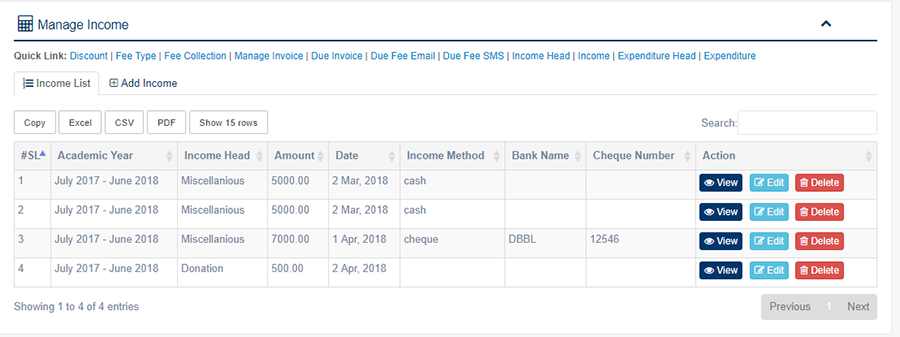 Manage Income
Quick Link: Discount | Fee Type | Fee Collection | Manage Invoice | Due Invoice | Due Fee Email | Due Fee SMS | Income Head | Income | Expenditure Head | Expenditure
Income List Add Income
Copy Excel CSV PDF Show 15 rows Search:
#SL Academic Year Income Head Amount Date Income Method Bank Name Cheque Number Action
1 July 2017 - June 2018 Miscellanious 5000.00 2 Mar, 2018 cash View Edit Delete
2 July 2017 - June 2018 Miscellanious 5000.00 2 Mar, 2018 cash View Edit Delete
3 July 2017 - June 2018 Miscellanious 7000.00 1 Apr, 2018 cheque DBBL 12546 View Edit Delete
4 July 2017 - June 2018 Donation 500.00 2 Apr, 2018 View Edit Delete
Showing 1 to 4 of 4 entries Previous 1 Next